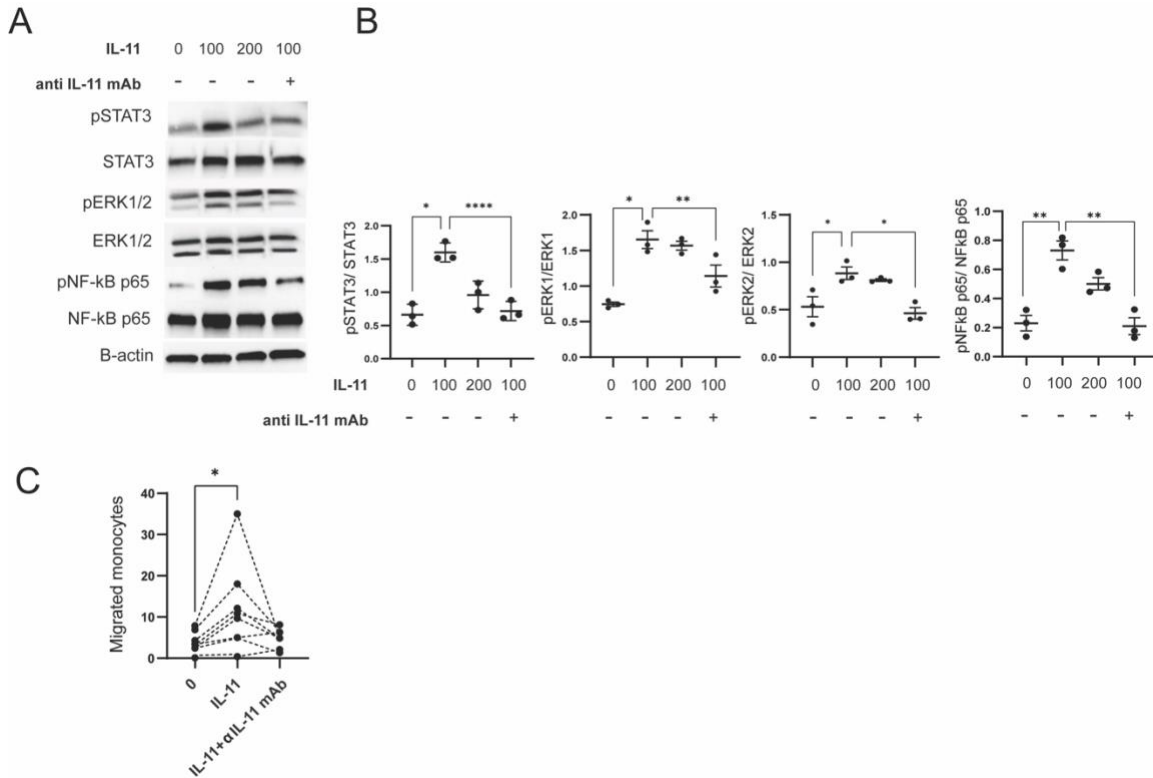 A
IL-11 0 100 200 100
anti IL-11 mAb - - - +
pSTAT3
STAT3
pERK1/2
ERK1/2
pNF-kB p65
NF-kB p65
B-actin
B
pSTAT3/ STAT3
2.0
1.5
1.0
0.5
0.0
* ****
pERK1/ERK1
2.0
1.5
1.0
0.5
0.0
* **
pERK2/ ERK2
1.5
1.0
0.5
0.0
* *
pNFkB p65/ NFkB p65
1.0
0.8
0.6
0.4
0.2
0.0
** **
IL-11 0 100 200 100 0 100 200 100 0 100 200 100 0 100 200 100
anti IL-11 mAb - - - + - - - + - - - + - - - +
C
Migrated monocytes
40
30
20
10
0
*
0
IL-11
IL-11+αIL-11 mAb